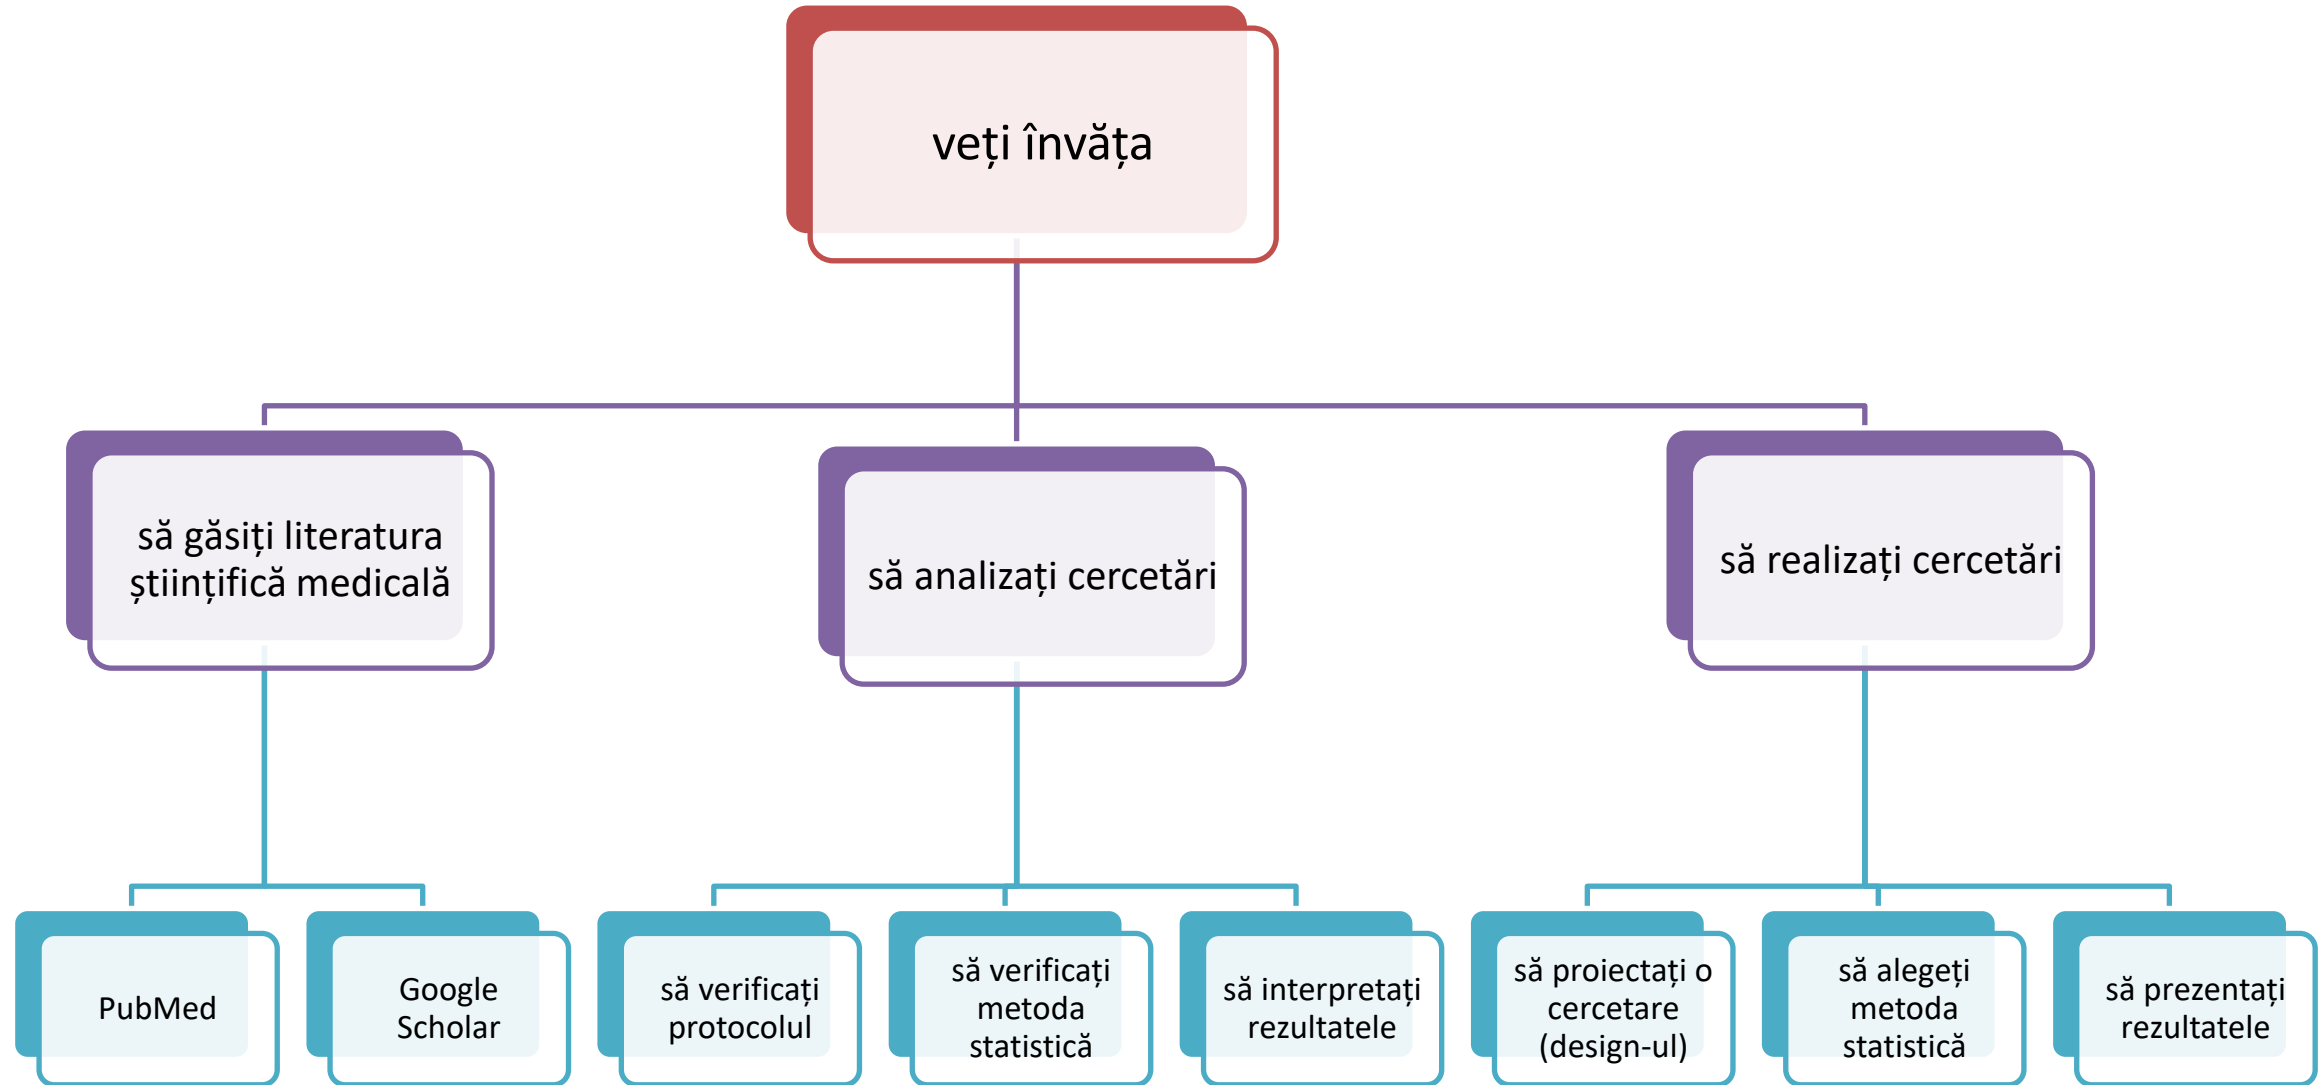 veți învăța
să găsiți literatura
științifică medicală
să analizați cercetări
să realizați cercetări
PubMed
Google
Scholar
să verificați
protocolul
să verificați
metoda
statistică
să interpretați
rezultatele
să proiectați o
cercetare
(design-ul)
să alegeți
metoda
statistică
să prezentați
rezultatele